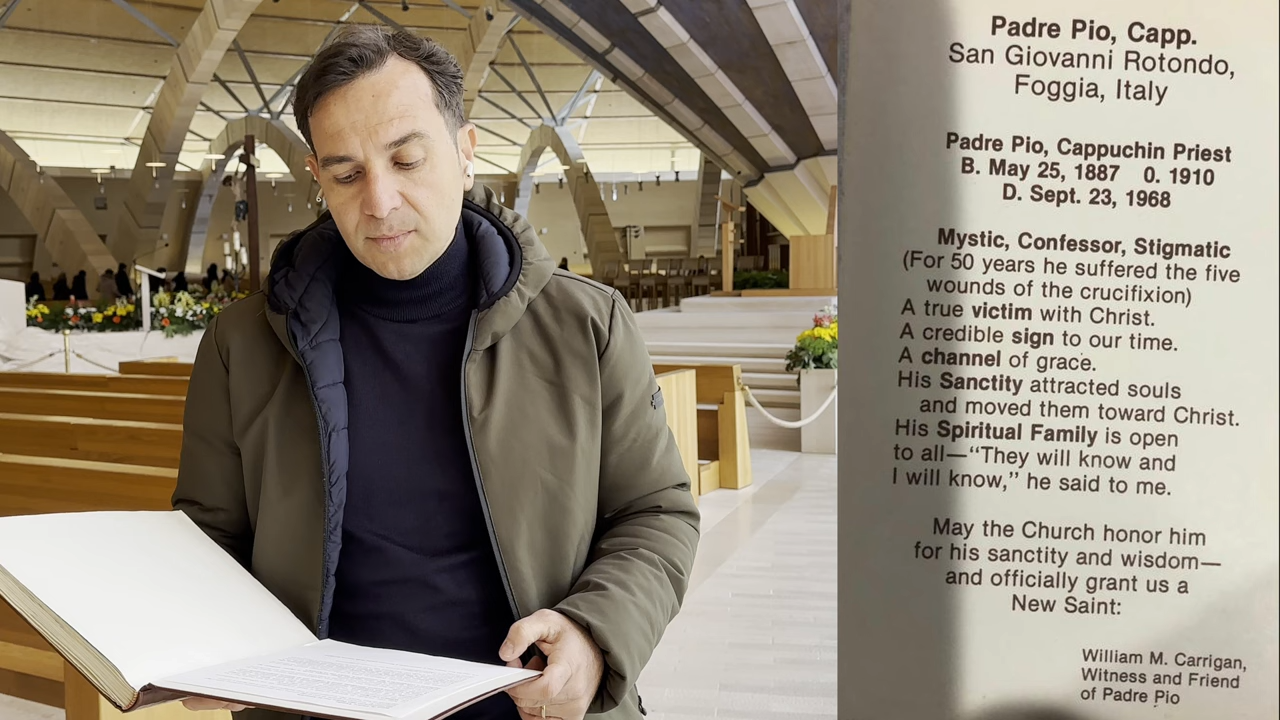 Padre Pio, Capp.
San Giovanni Rotondo,
Foggia, Italy
Padre Pio, Cappuchin Priest
B. May 25, 1887 0. 1910
D. Sept. 23, 1968
Mystic, Confessor, Stigmatic
(For 50 years he suffered the five
wounds of the crucifixion)
A true victim with Christ.
A credible sign to our time.
A channel of grace.
His Sanctity attracted souls
and moved them toward Christ.
His Spiritual Family is open
to all—“They will know and
I will know,” he said to me.
May the Church honor him
for his sanctity and wisdom—
and officially grant us a
New Saint:
William M. Carrigan,
Witness and Friend
of Padre Pio